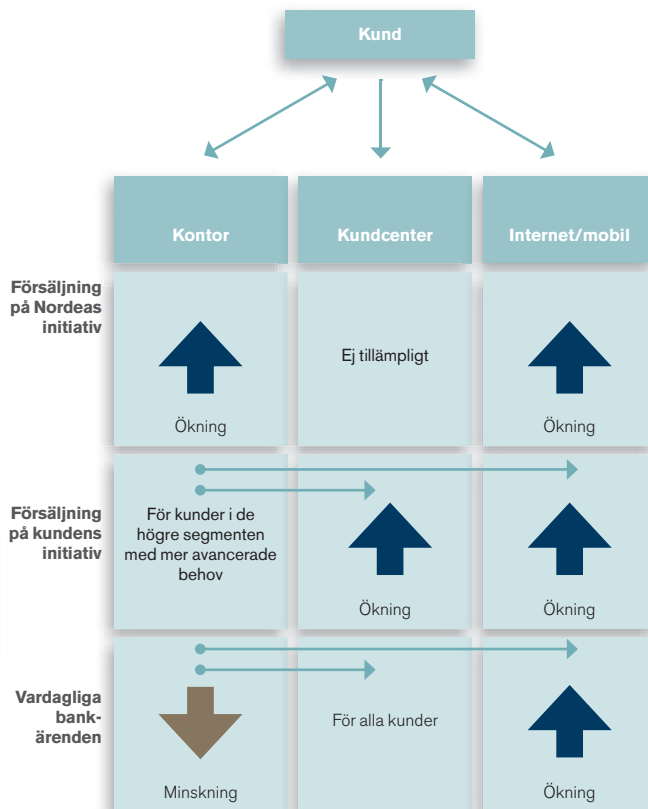 Kund
Kontor
Kundcenter
Internet/mobil
Försäljning
på Nordeas
initiativ
Ökning
Ej tillämpligt
Ökning
Försäljning
på kundens
initiativ
För kunder i de
högre segmenten
med mer avancerade
behov
Ökning
Ökning
Vardagliga
bank-
ärenden
Minskning
För alla kunder
Ökning